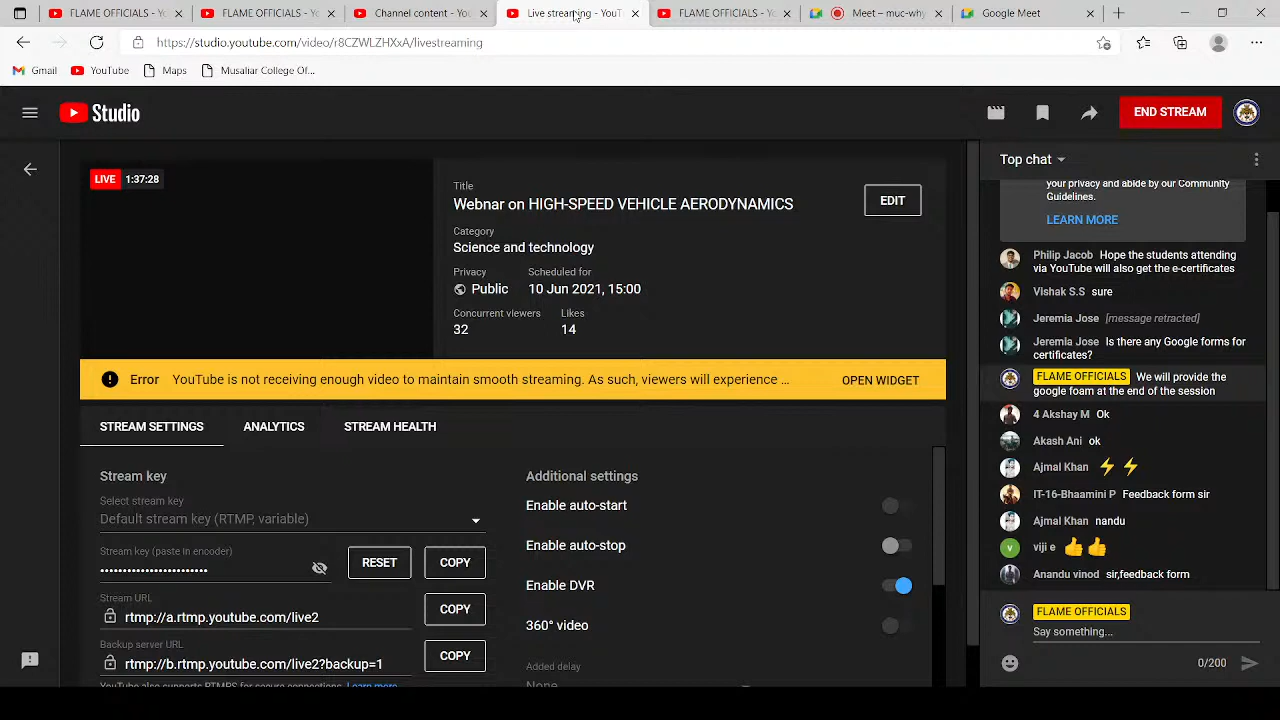 FLAME OFFICIALS - Yo
FLAME OFFICIALS - Yo
Channel content - YouT
Live streaming - YouT
FLAME OFFICIALS - Yo
Meet – muc-why
Google Meet
https://studio.youtube.com/video/r8CZWLZHXxA/livestreaming
Gmail
YouTube
Maps
Musaliar College Of...
Studio
END STREAM
LIVE 1:37:28
Title
Webnar on HIGH-SPEED VEHICLE AERODYNAMICS
EDIT
Category
Science and technology
Privacy
Public
Scheduled for
10 Jun 2021, 15:00
Concurrent viewers
32
Likes
14
Error YouTube is not receiving enough video to maintain smooth streaming. As such, viewers will experience ...
OPEN WIDGET
STREAM SETTINGS
ANALYTICS
STREAM HEALTH
Stream key
Select stream key
Default stream key (RTMP, variable)
Stream key (paste in encoder)
••••••••••••••••••••••••
RESET
COPY
Stream URL
rtmp://a.rtmp.youtube.com/live2
COPY
Backup server URL
rtmp://b.rtmp.youtube.com/live2?backup=1
COPY
YouTube also supports RTMPS for secure connections. Learn more
Additional settings
Enable auto-start
Enable auto-stop
Enable DVR
360° video
Added delay
None
Top chat
your privacy and abide by our Community
Guidelines.
LEARN MORE
Philip Jacob Hope the students attending
via YouTube will also get the e-certificates
Vishak S.S sure
Jeremia Jose [message retracted]
Jeremia Jose Is there any Google forms for
certificates?
FLAME OFFICIALS We will provide the
google foam at the end of the session
4 Akshay M Ok
Akash Ani ok
Ajmal Khan ⚡⚡
IT-16-Bhaamini P Feedback form sir
Ajmal Khan nandu
viji e 👍👍
Anandu vinod sir,feedback form
FLAME OFFICIALS
Say something...
0/200